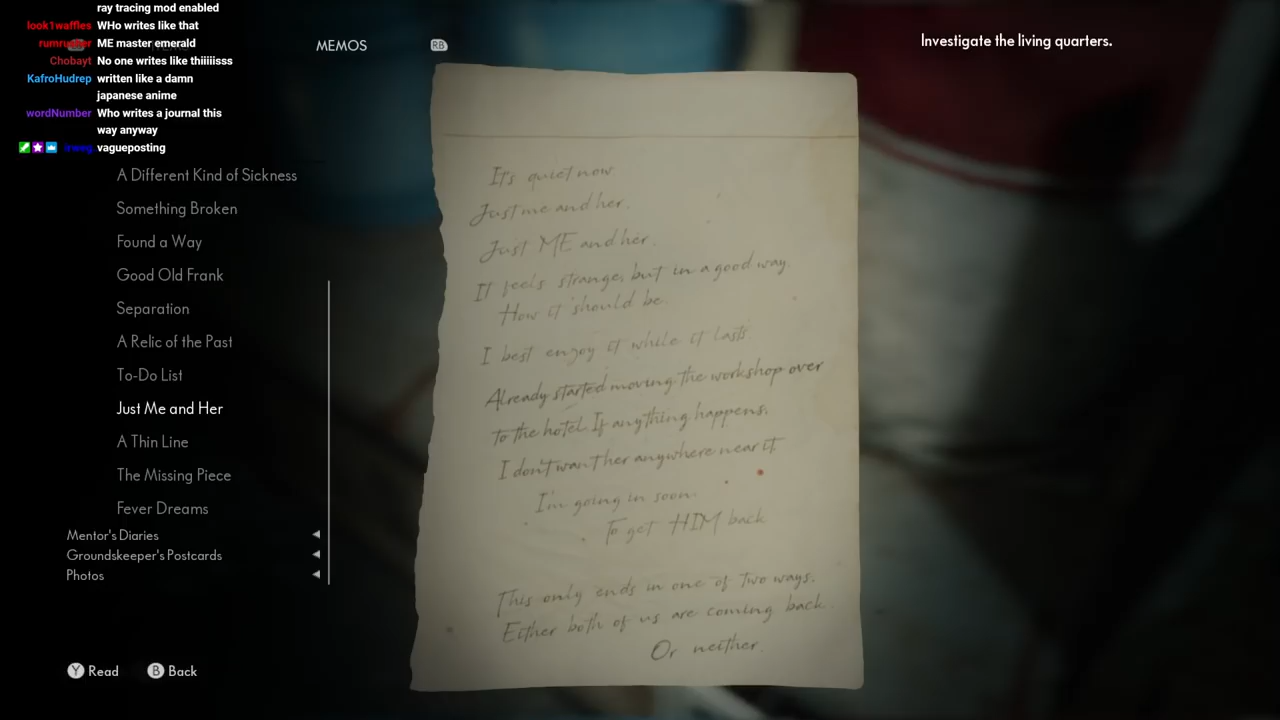 ray tracing mod enabled
look1waffles WHo writes like that
ME master emerald
Chobayt No one writes like thiiiiisss
KafroHudrep written like a damn
japanese anime
wordNumber Who writes a journal this
way anyway
vagueposting
MEMOS
RB
Investigate the living quarters.
A Different Kind of Sickness
Something Broken
Found a Way
Good Old Frank
Separation
A Relic of the Past
To-Do List
Just Me and Her
A Thin Line
The Missing Piece
Fever Dreams
Mentor's Diaries
Groundskeeper's Postcards
Photos
Y Read
B Back
It's quiet now
Just me and her.
Just ME and her.
It feels strange, but in a good way.
How it should be.
I best enjoy it while it lasts.
Already started moving the workshop over
to the hotel. If anything happens,
I don't want her anywhere near it.
I'm going in soon.
To get HIM back
This only ends in one of two ways.
Either both of us are coming back.
Or neither.